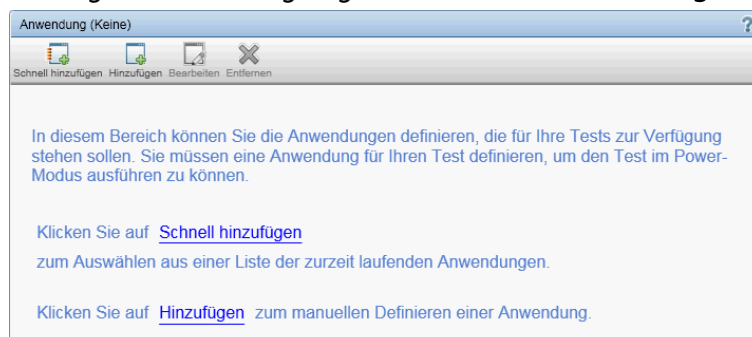 Anwendung (Keine)
?
Schnell hinzufügen Hinzufügen Bearbeiten Entfernen
In diesem Bereich können Sie die Anwendungen definieren, die für Ihre Tests zur Verfügung
stehen sollen. Sie müssen eine Anwendung für Ihren Test definieren, um den Test im Power-
Modus ausführen zu können.
Klicken Sie auf Schnell hinzufügen
zum Auswählen aus einer Liste der zurzeit laufenden Anwendungen.
Klicken Sie auf Hinzufügen zum manuellen Definieren einer Anwendung.